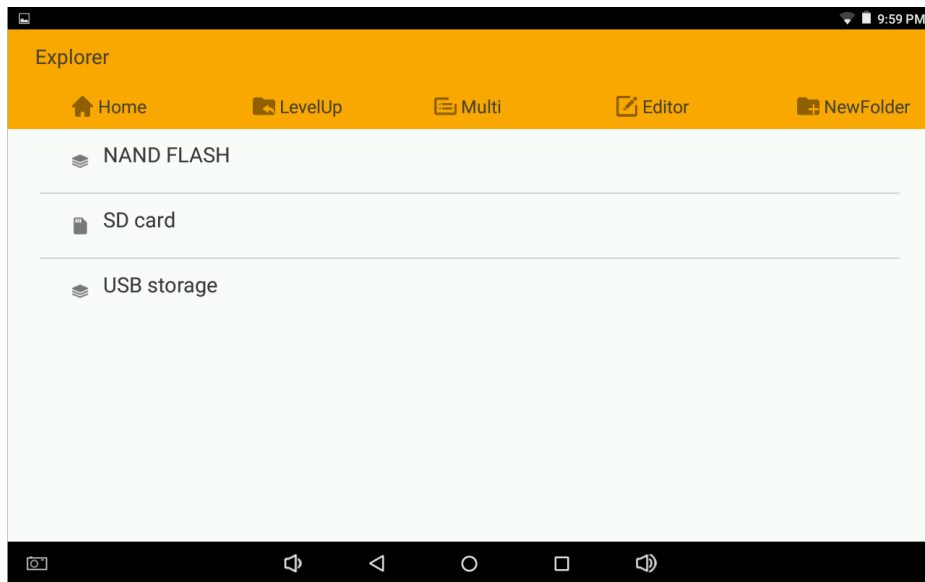 9:59 PM
Explorer
Home LevelUp Multi Editor NewFolder
NAND FLASH
SD card
USB storage